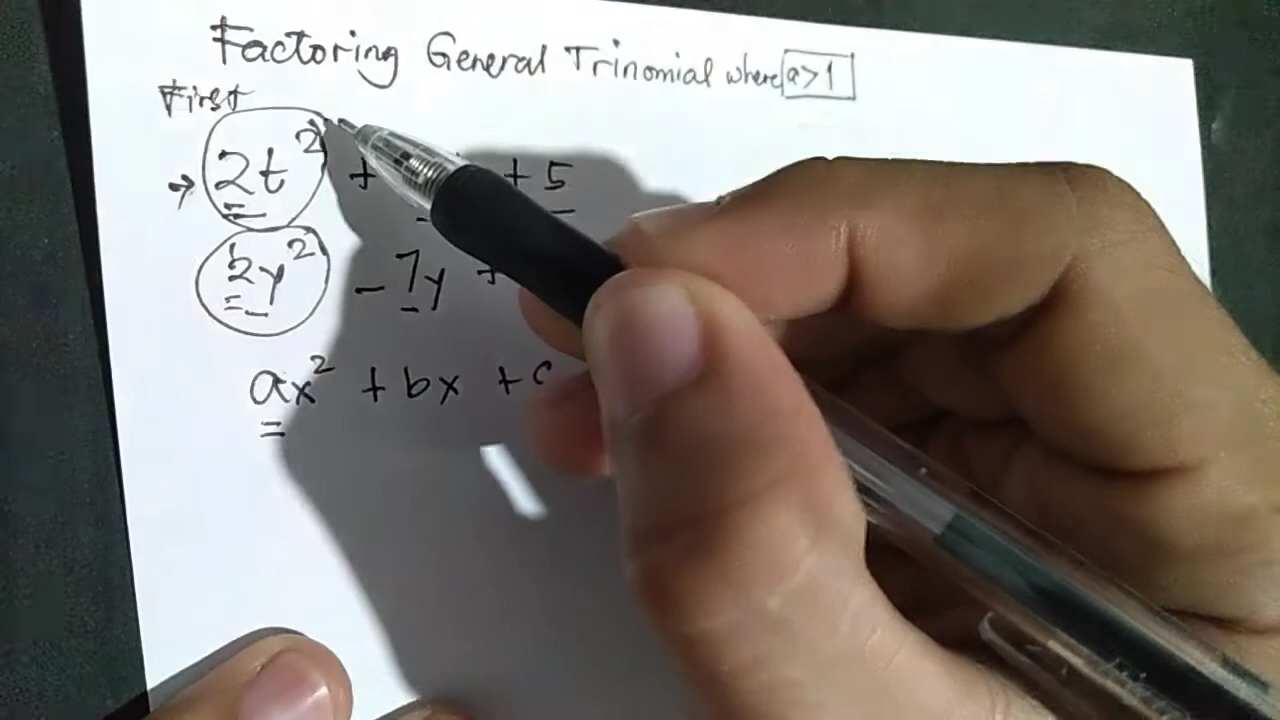 Factoring General Trinomial where a>1
First
→ 2t² + + 5
2y² - 7y +
ax² + bx + c